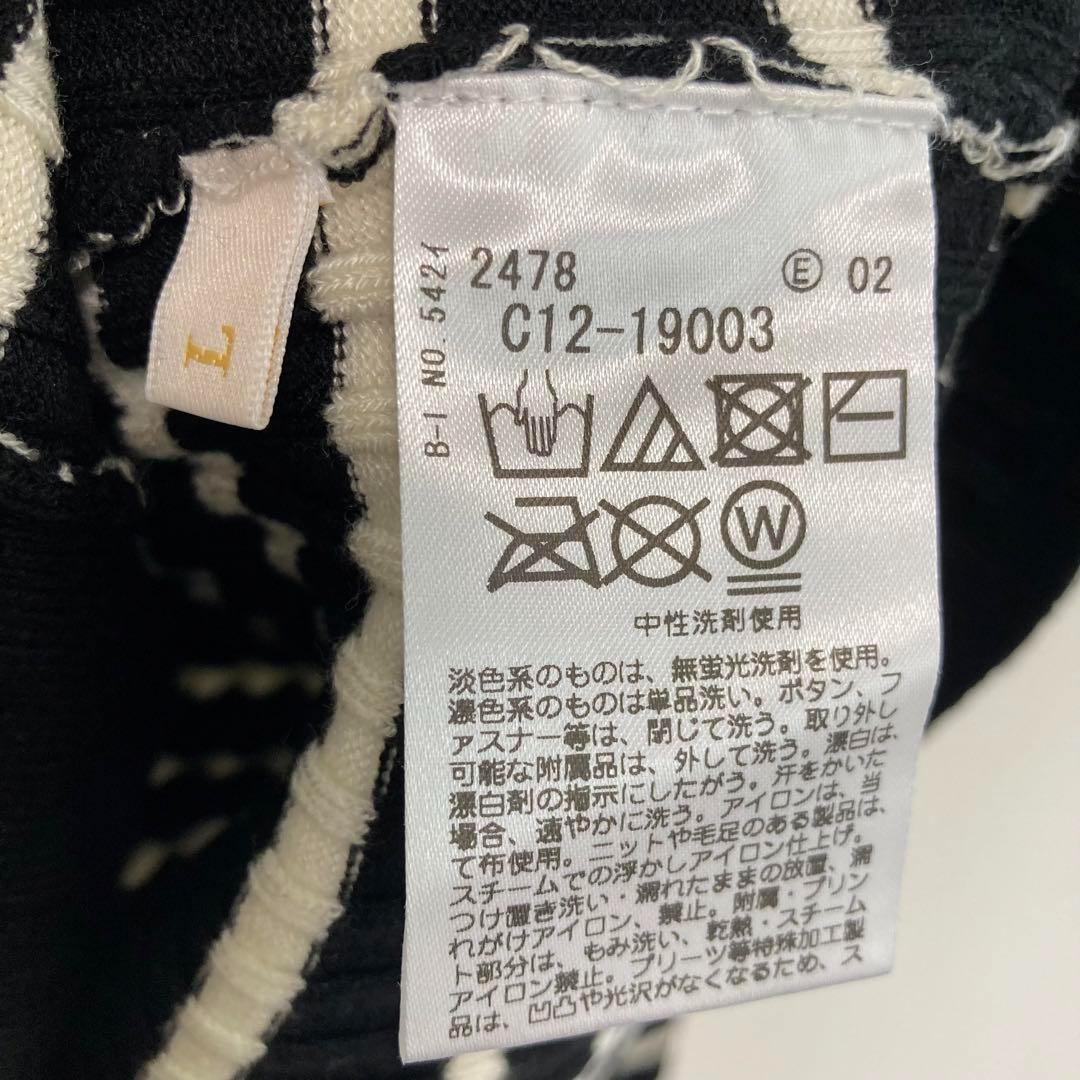 L
B-I NO.542イ
2478 Ⓔ 02
C12-19003
W
中性洗剤使用
淡色系のものは、無蛍光洗剤を使用。
濃色系のものは単品洗い。ボタン、フ
ァスナー等は、閉じて洗う。取り外し
可能な附属品は、外して洗う。漂白は、
漂白剤の指示にしたがう。汗をかいた
場合、速やかに洗う。アイロンは、当
て布使用。ニットや毛足のある製品は、
スチームでの浮かしアイロン仕上げ。
つけ置き洗い・濡れたままの放置、濡
れがけアイロン、禁止。附属・プリン
ト部分は、もみ洗い、乾熱・スチーム
アイロン禁止。プリーツ等特殊加工製
品は、凹凸や光沢がなくなるため、ス